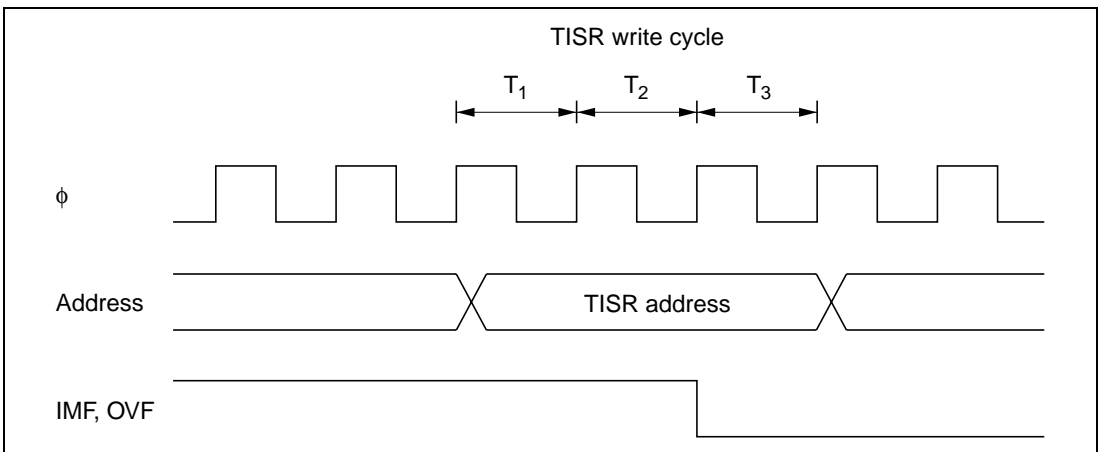 TISR write cycle
T1 T2 T3
φ
Address TISR address
IMF, OVF